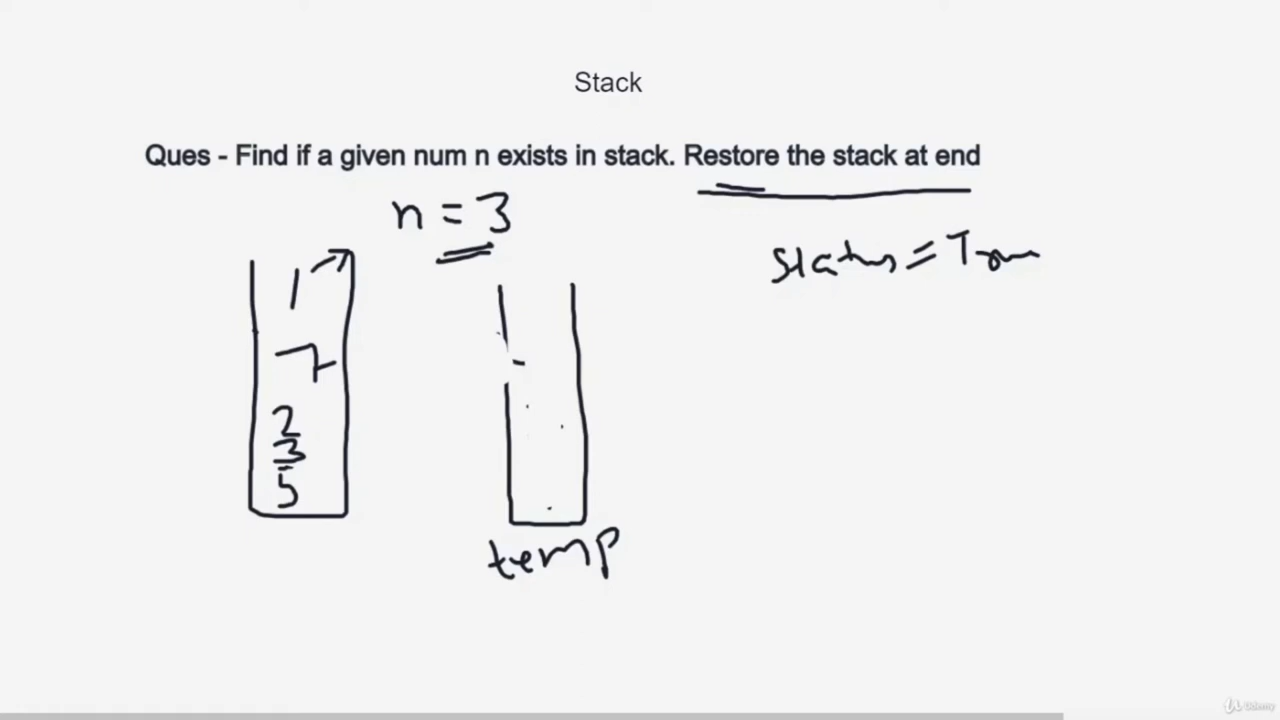 Stack
Ques - Find if a given num n exists in stack. Restore the stack at end
n = 3
status = True
1
7
2
3
5
temp
Udemy